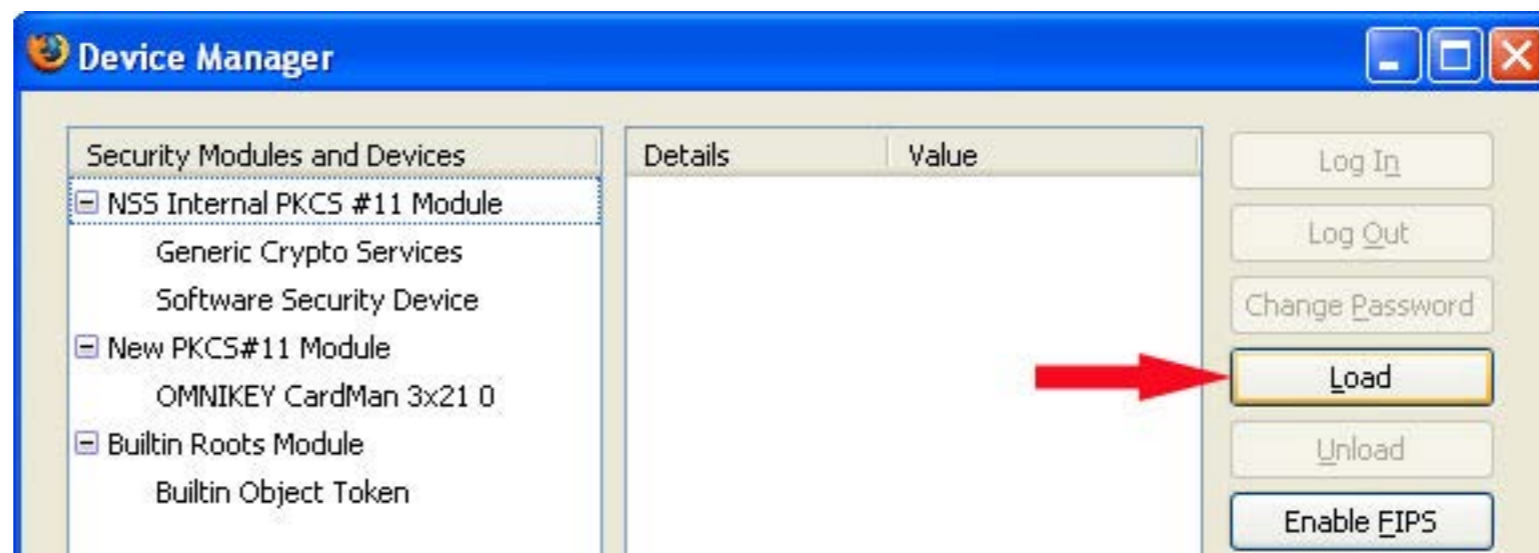 Device Manager
Security Modules and Devices
NSS Internal PKCS #11 Module
Generic Crypto Services
Software Security Device
New PKCS#11 Module
OMNIKEY CardMan 3x21 0
Builtin Roots Module
Builtin Object Token
Details Value
Log In
Log Out
Change Password
Load
Unload
Enable FIPS